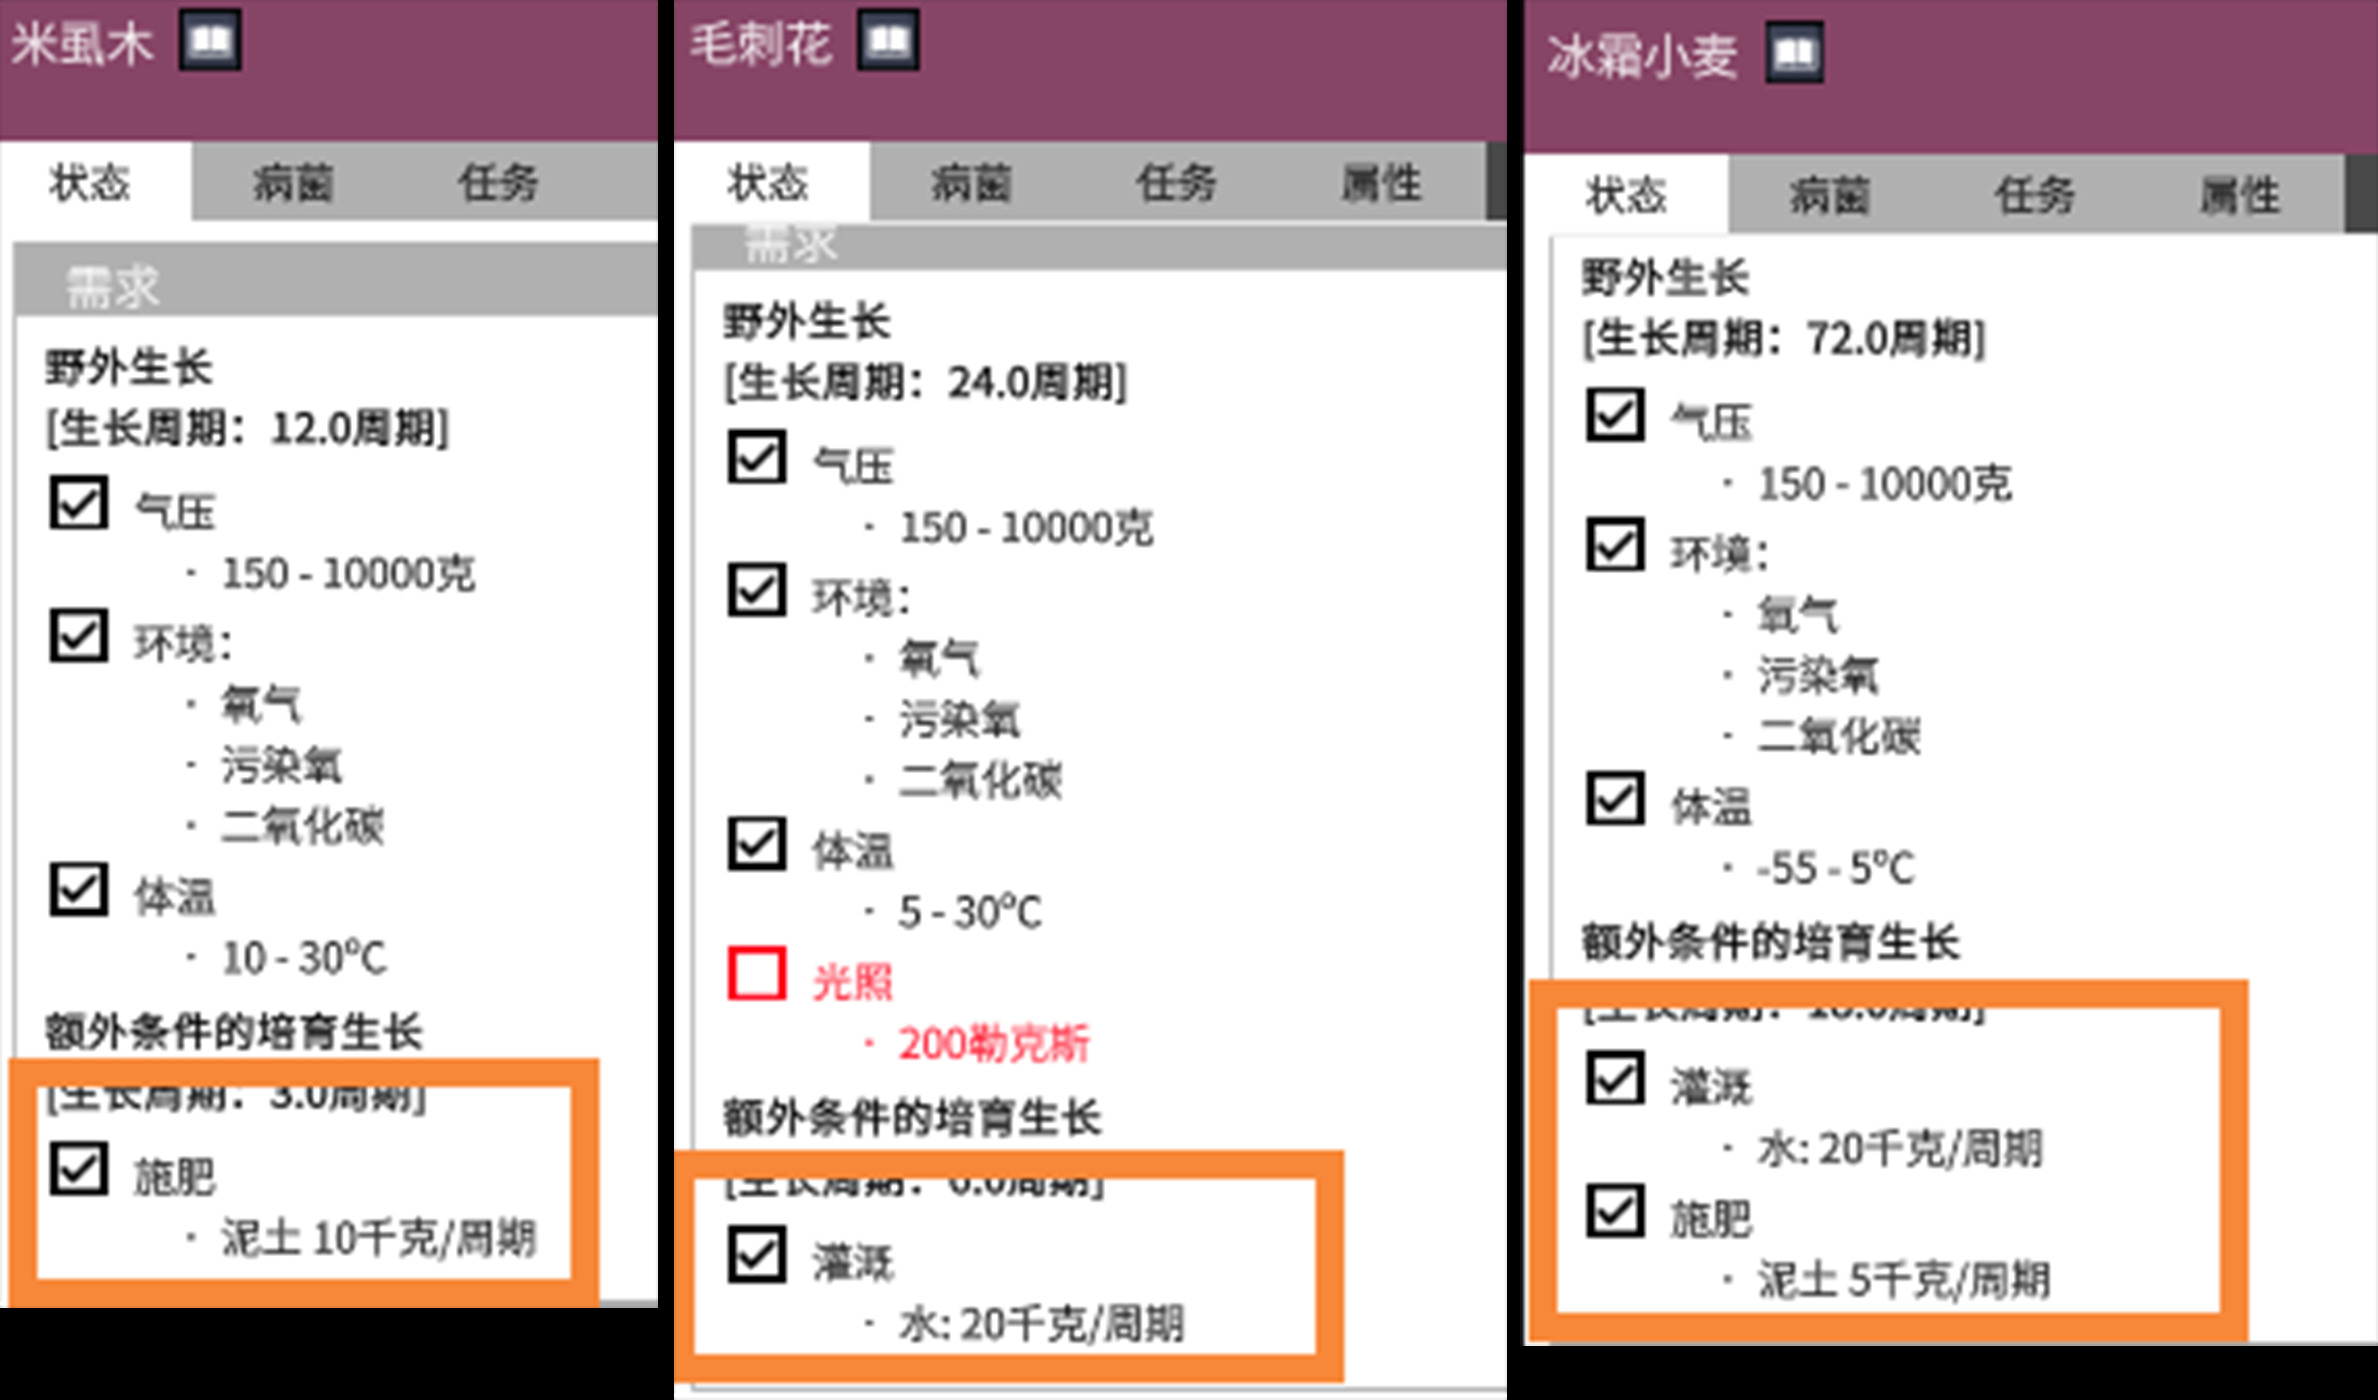 米虱木
状态 病菌 任务
需求
野外生长
[生长周期：12.0周期]
气压
· 150 - 10000克
环境：
· 氧气
· 污染氧
· 二氧化碳
体温
· 10 - 30°C
额外条件的培育生长
[生长周期：3.0周期]
施肥
· 泥土 10千克/周期
毛刺花
状态 病菌 任务 属性
需求
野外生长
[生长周期：24.0周期]
气压
· 150 - 10000克
环境：
· 氧气
· 污染氧
· 二氧化碳
体温
· 5 - 30°C
光照
· 200勒克斯
额外条件的培育生长
[生长周期：6.0周期]
灌溉
· 水: 20千克/周期
冰霜小麦
状态 病菌 任务 属性
野外生长
[生长周期：72.0周期]
气压
· 150 - 10000克
环境：
· 氧气
· 污染氧
· 二氧化碳
体温
· -55 - 5°C
额外条件的培育生长
[生长周期：18.0周期]
灌溉
· 水: 20千克/周期
施肥
· 泥土 5千克/周期